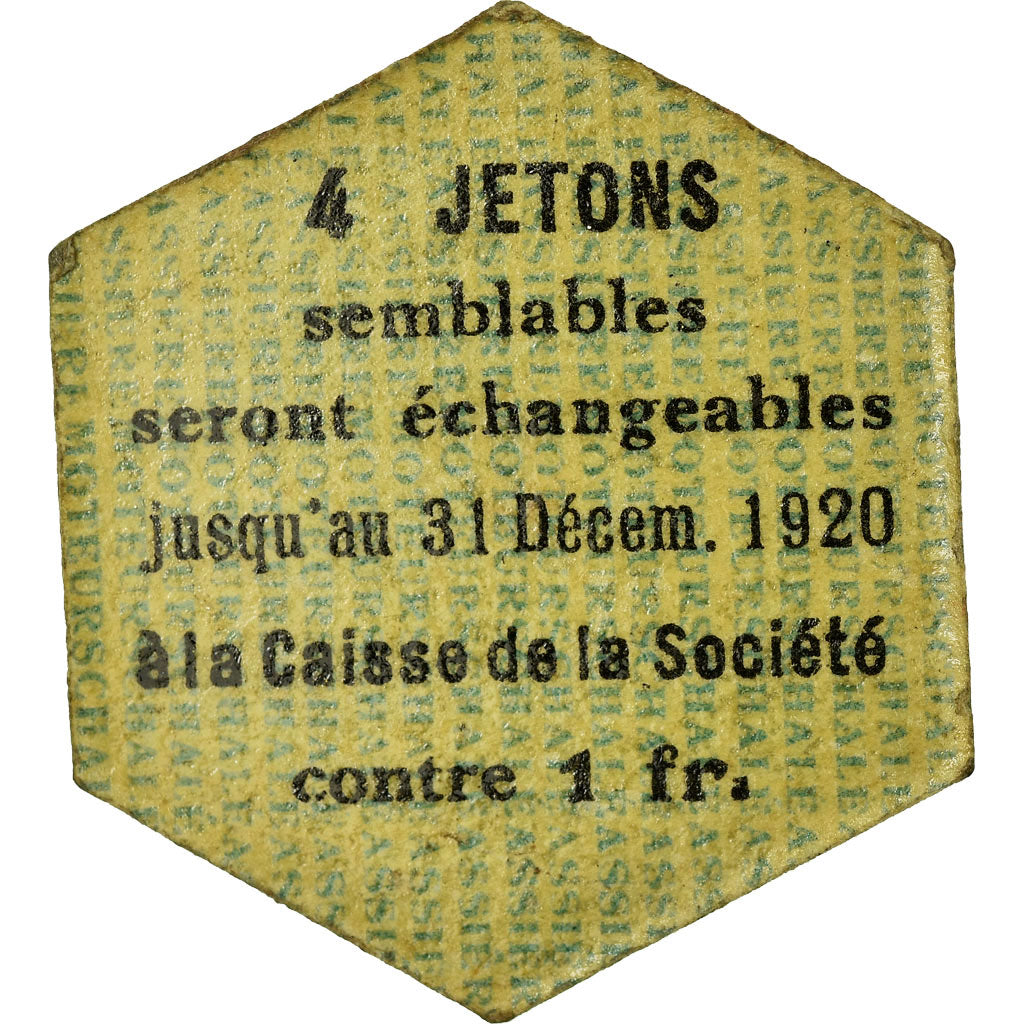 4 JETONS
semblables
seront échangeables
jusqu'au 31 Décem. 1920
à la Caisse de la Société
contre 1 fr.